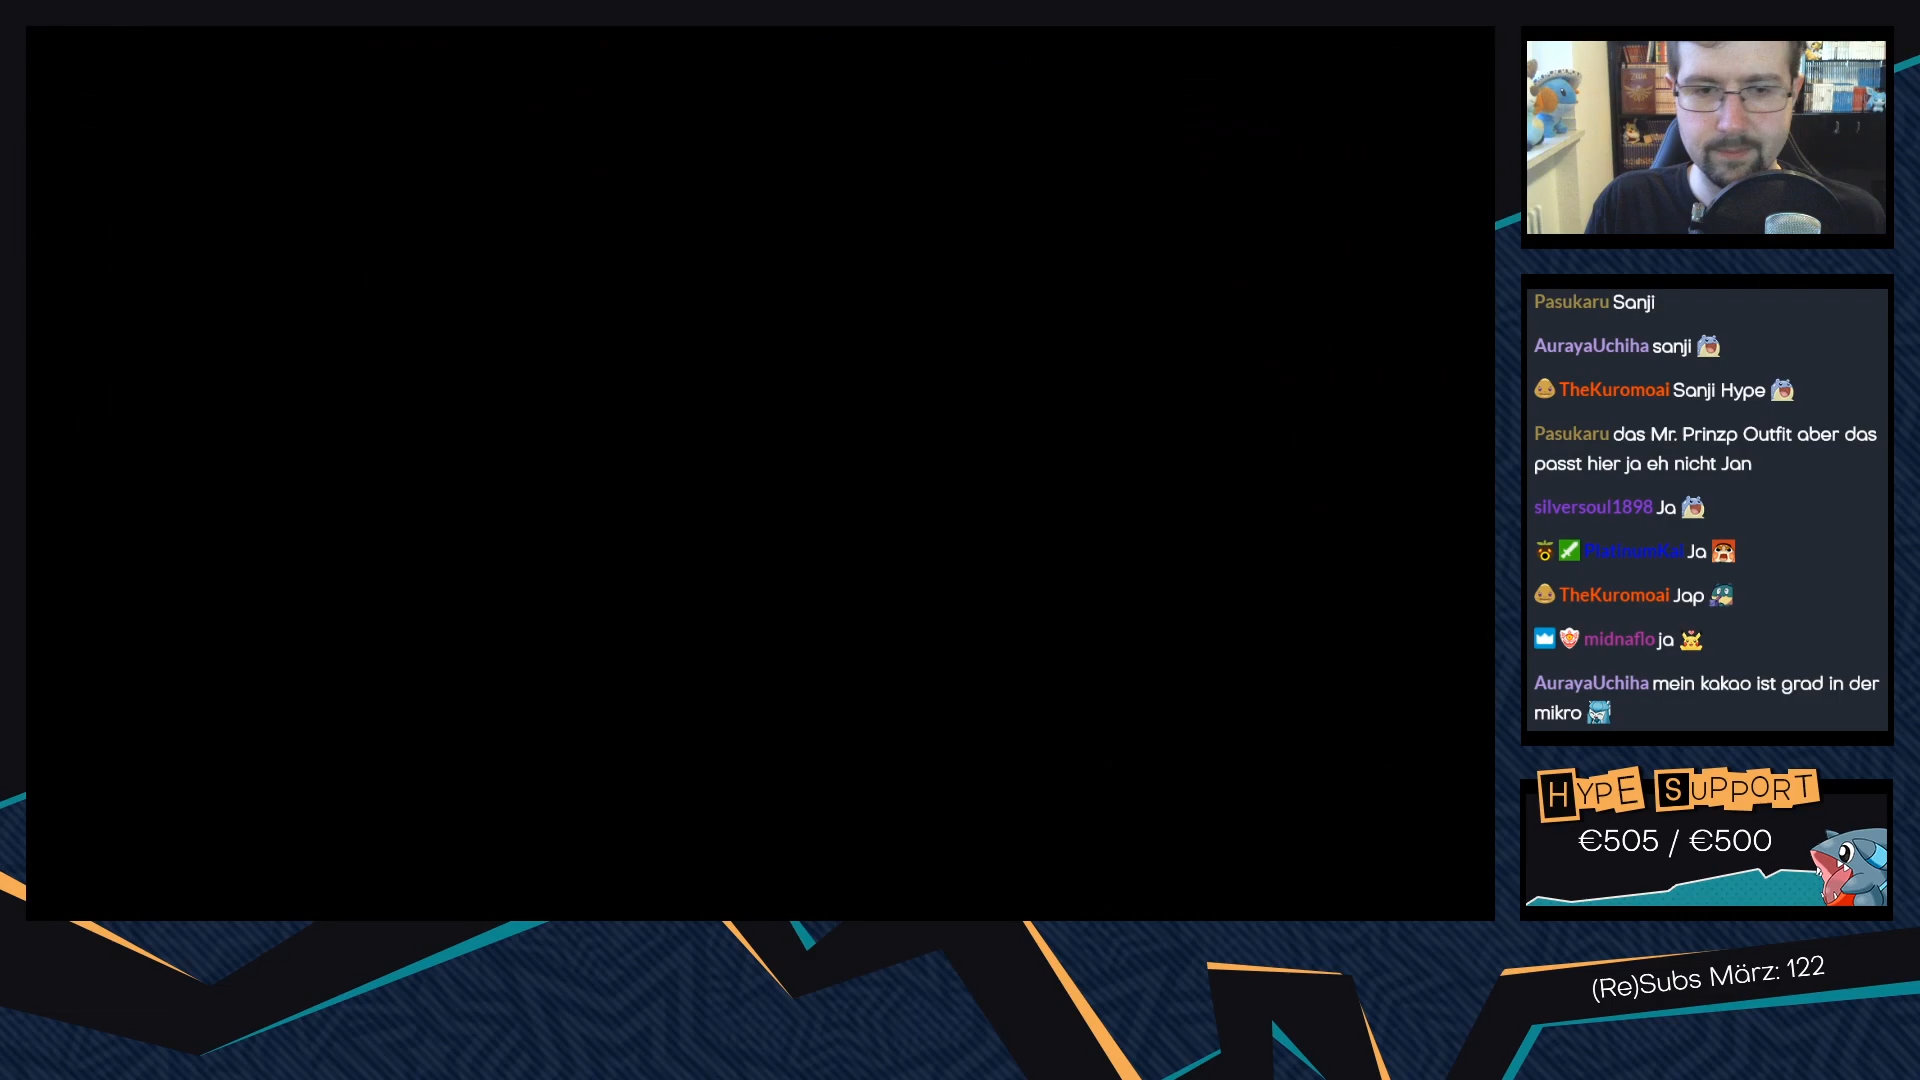 Pasukaru Sanji
AurayaUchiha sanji
TheKuromoai Sanji Hype
Pasukaru das Mr. Prinzp Outfit aber das
passt hier ja eh nicht Jan
silversoul1898 Ja
PlatinumKai Ja
TheKuromoai Jap
midnaflo ja
AurayaUchiha mein kakao ist grad in der
mikro
HYPE SUPPORT
€505 / €500
(Re)Subs März: 122